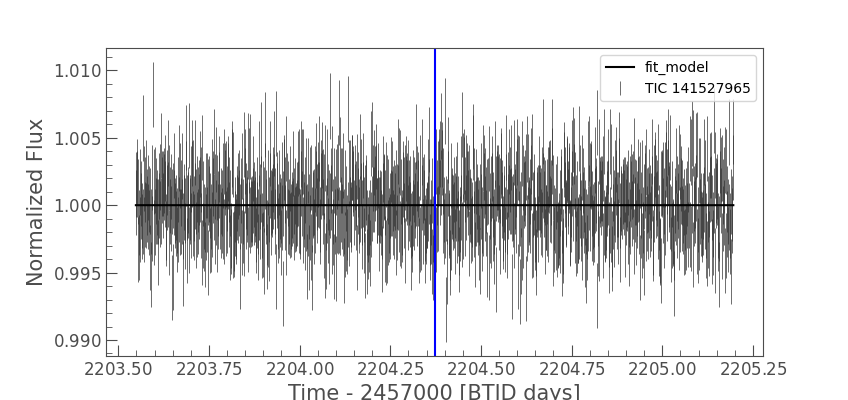 fit_model
TIC 141527965
1.010
1.005
1.000
0.995
0.990
Normalized Flux
2203.50 2203.75 2204.00 2204.25 2204.50 2204.75 2205.00 2205.25
Time - 2457000 [BTJD days]